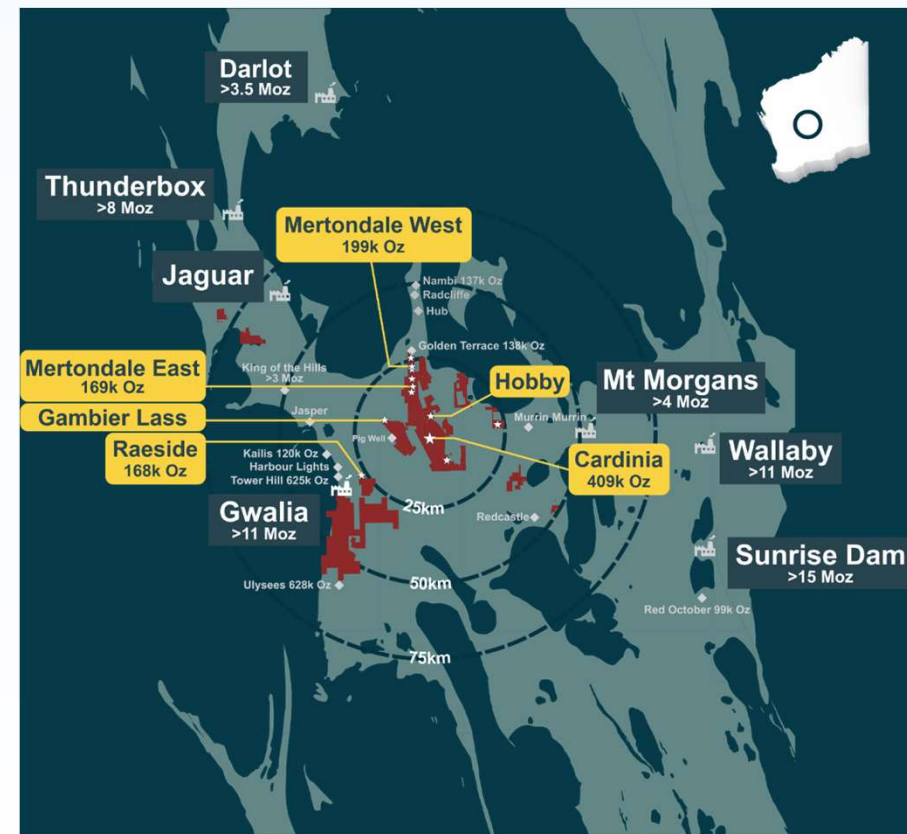 Darlot
>3.5 Moz
Thunderbox
>8 Moz
Mertondale West
199k Oz
Jaguar
Nambi 137k Oz
Radcliffe
Hub
Golden Terrace 138k Oz
Mertondale East
169k Oz
King of the Hills
>3 Moz
Hobby
Mt Morgans
>4 Moz
Gambier Lass
Jasper
Pig Well
Murrin Murrin
Raeside
168k Oz
Kailis 120k Oz
Harbour Lights
Tower Hill 625k Oz
Cardinia
409k Oz
Wallaby
>11 Moz
Gwalia
>11 Moz
25km
Redcastle
Sunrise Dam
>15 Moz
Ulysees 628k Oz
50km
Red October 99k Oz
75km